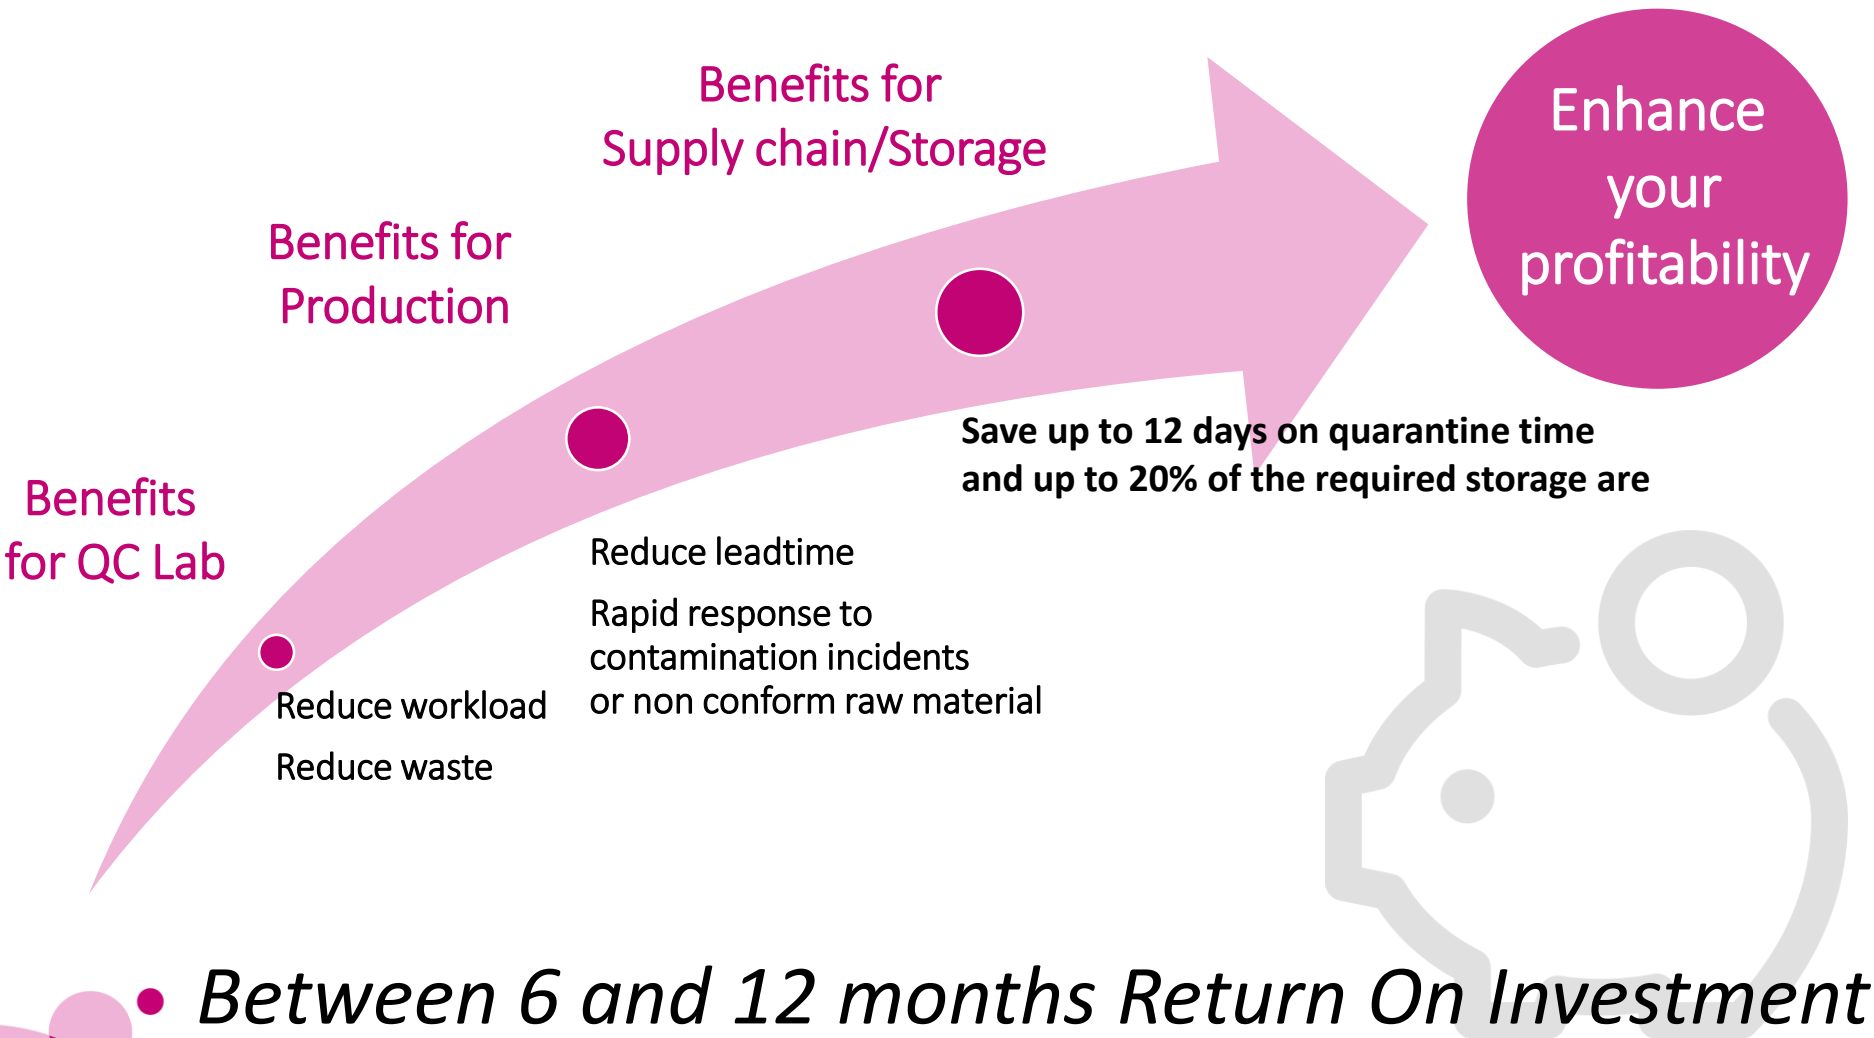 Benefits for
Supply chain/Storage
Enhance
your
profitability
Benefits for
Production
Save up to 12 days on quarantine time
and up to 20% of the required storage are
Benefits
for QC Lab
Reduce leadtime
Rapid response to
contamination incidents
or non conform raw material
Reduce workload
Reduce waste
• Between 6 and 12 months Return On Investment